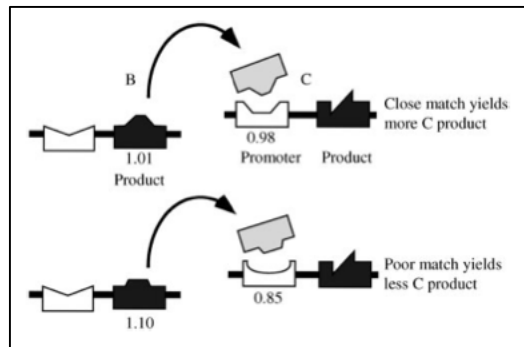 B
C
Close match yields
more C product
1.01
0.98
Product
Promoter
Product
Poor match yields
less C product
1.10
0.85